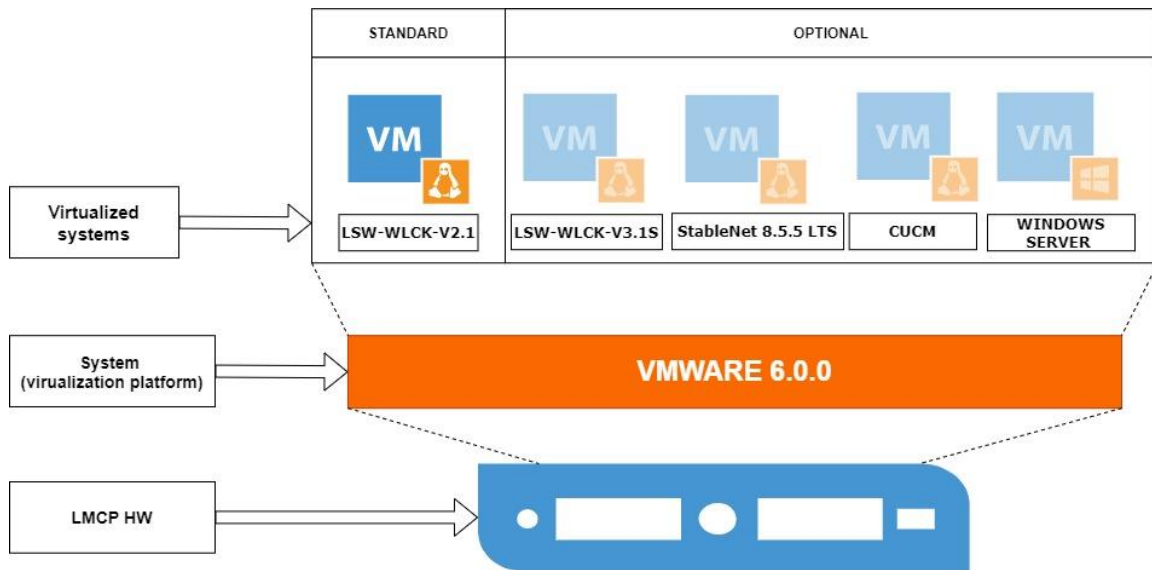 STANDARD
OPTIONAL
VM
VM
VM
VM
VM
LSW-WLCK-V2.1
LSW-WLCK-V3.1S
StableNet 8.5.5 LTS
CUCM
WINDOWS
SERVER
Virtualized
systems
System
(virualization platform)
VMWARE 6.0.0
LMCP HW